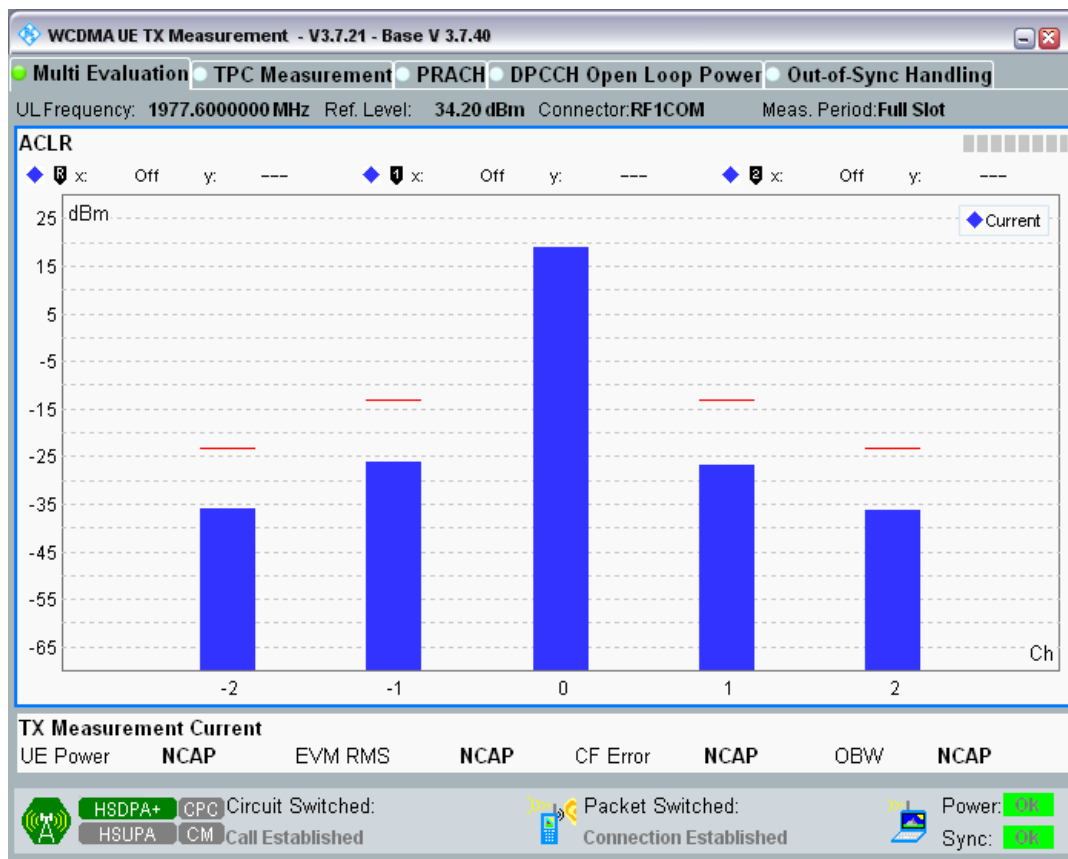 WCDMA UE TX Measurement - V3.7.21 - Base V 3.7.40
Multi Evaluation TPC Measurement PRACH DPCCH Open Loop Power Out-of-Sync Handling
UL Frequency: 1977.6000000 MHz Ref. Level: 34.20 dBm Connector:RF1COM Meas. Period:Full Slot
ACLR
R x: Off y: --- 1 x: Off y: --- 2 x: Off y: ---
dBm
Current
25
15
5
-5
-15
-25
-35
-45
-55
-65
Ch
-2 -1 0 1 2
TX Measurement Current
UE Power NCAP EVM RMS NCAP CF Error NCAP OBW NCAP
HSDPA+ CPC Circuit Switched: Packet Switched: Power: OK
HSUPA CM Call Established Connection Established Sync: OK